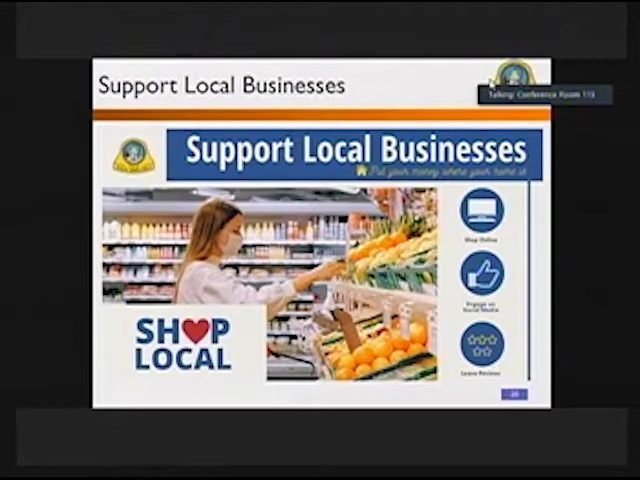 Support Local Businesses
Talking: Conference Room 115
Support Local Businesses
Put your money where your home is
Shop Online
Engage on
Social Media
SHOP
LOCAL
Leave Reviews